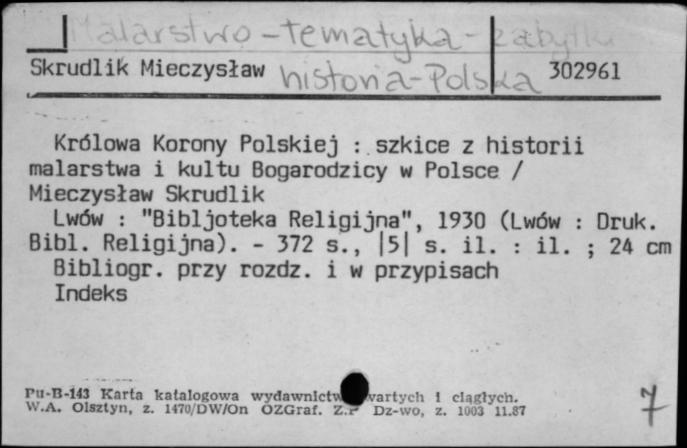 Malarstwo - tematyka - zabytki
Skrudlik Mieczysław historia - Polska 302961
Królowa Korony Polskiej : szkice z historii
malarstwa i kultu Bogarodzicy w Polsce /
Mieczysław Skrudlik
Lwów : "Bibljoteka Religijna", 1930 (Lwów : Druk.
Bibl. Religijna). - 372 s., |5| s. il. : il. ; 24 cm
Bibliogr. przy rozdz. i w przypisach
Indeks
Pu-B-143 Karta katalogowa wydawnictw wartych i ciągłych.
W.A. Olsztyn, z. 1470/DW/On OZGraf. Z.P Dz-wo, z. 1003 11.87
7